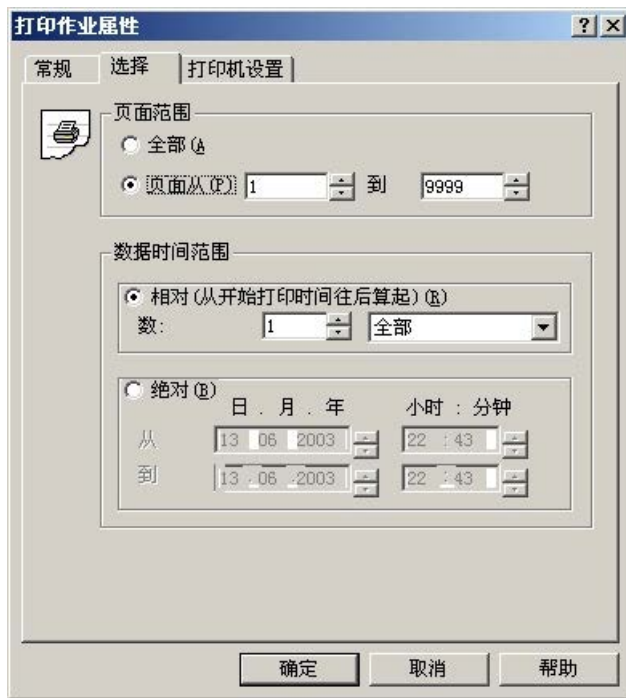 打印作业属性
常规 选择 打印机设置
页面范围
全部(A
页面从(P) 1 到 9999
数据时间范围
相对(从开始打印时间往后算起)(R)
数: 1 全部
绝对(B)
日 . 月 . 年 小时 : 分钟
从 13 06 2003 22 :43
到 13 .06 .2003 22 :43
确定 取消 帮助